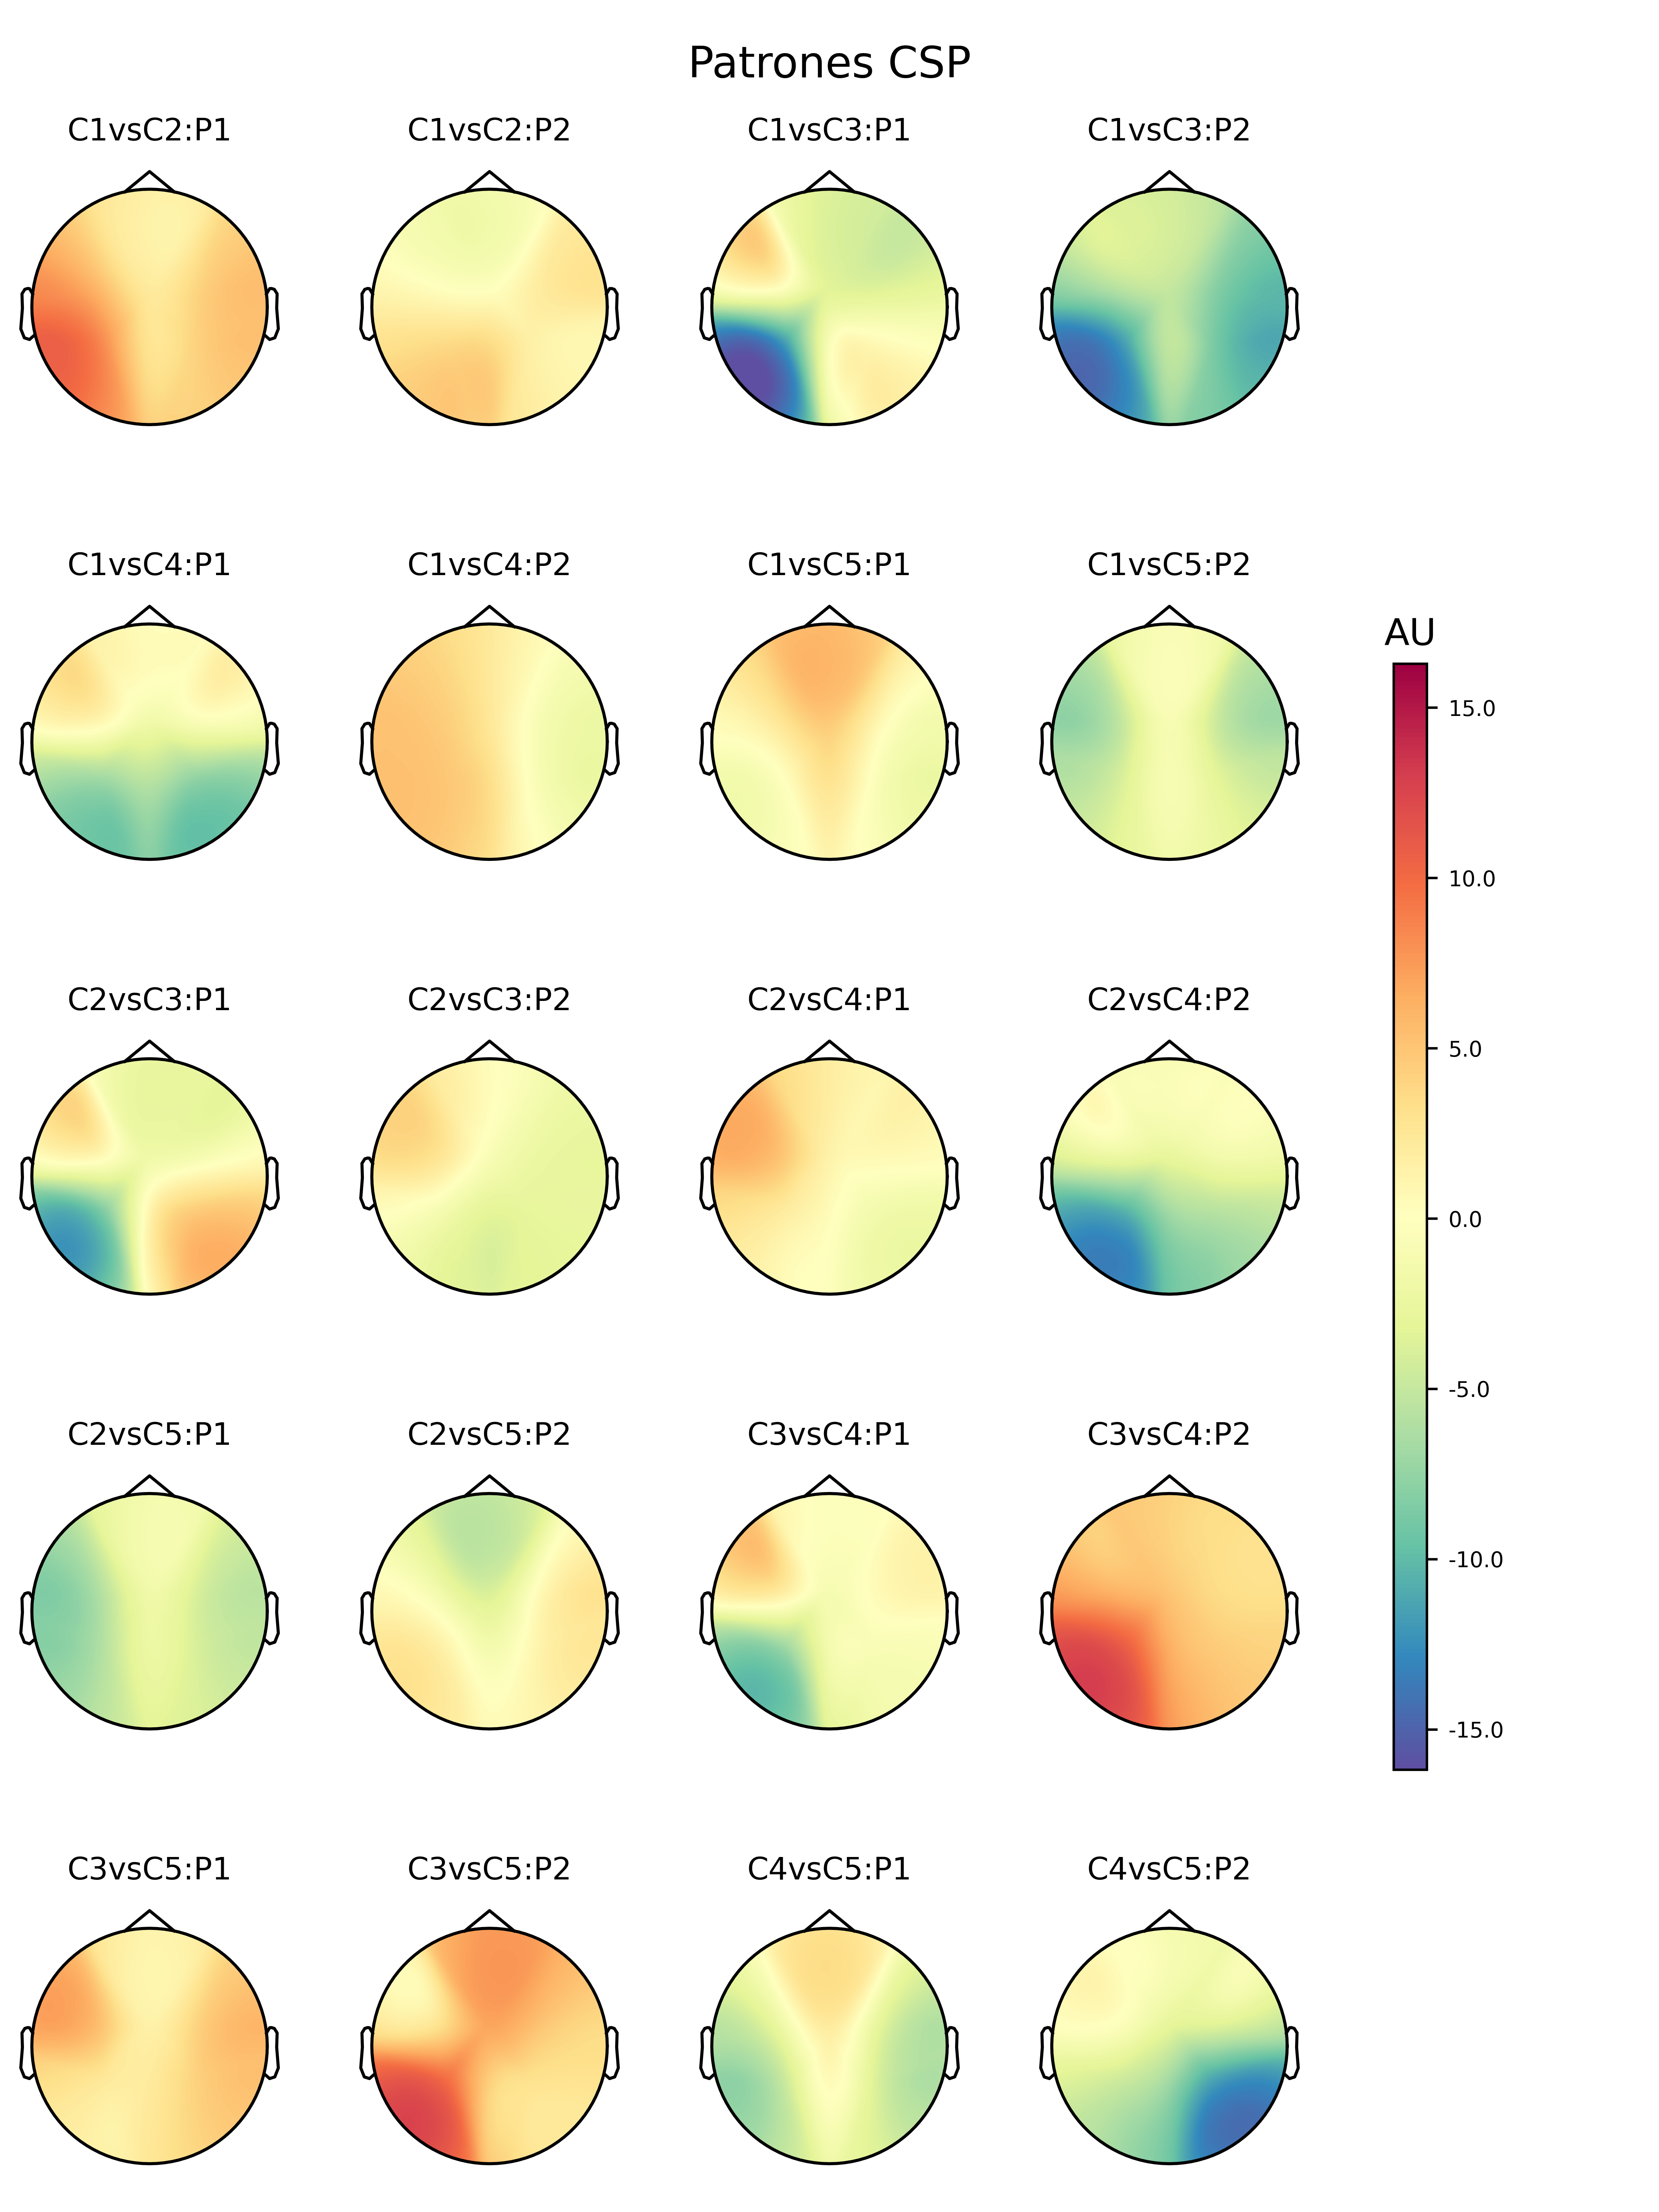 Patrones CSP
C1vsC2:P1
C1vsC2:P2
C1vsC3:P1
C1vsC3:P2
C1vsC4:P1
C1vsC4:P2
C1vsC5:P1
C1vsC5:P2
AU
15.0
10.0
5.0
0.0
-5.0
-10.0
-15.0
C2vsC3:P1
C2vsC3:P2
C2vsC4:P1
C2vsC4:P2
C2vsC5:P1
C2vsC5:P2
C3vsC4:P1
C3vsC4:P2
C3vsC5:P1
C3vsC5:P2
C4vsC5:P1
C4vsC5:P2